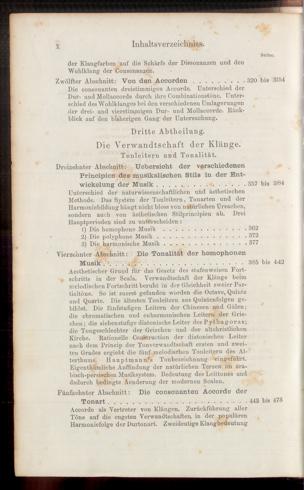 X Inhaltsverzeichniss.
Seiten.
der Klangfarben auf die Schärfe der Dissonanzen und den
Wohlklang der Consonanzen.
Zwölfter Abschnitt: Von den Accorden . . . . . . . . . 320 bis 354
Die consonanten dreistimmigen Accorde. Unterschied der
Dur- und Mollaccorde durch ihre Combinationstöne. Unter-
schied des Wohlklanges bei den verschiedenen Umlagerungen
der drei- und vierstimmigen Dur- und Mollaccorde. Rück-
blick auf den bisherigen Gang der Untersuchung.
Dritte Abtheilung.
Die Verwandtschaft der Klänge.
Tonleitern und Tonalität.
Dreizehnter Abschnitt: Uebersicht der verschiedenen
Principien des musikalischen Stils in der Ent-
wickelung der Musik . . . . . . . . . . . . . . . 357 bis 384
Unterschied der naturwissenschaftlichen und ästhetischen
Methode. Das System der Tonleitern, Tonarten und der
Harmoniebildung hängt nicht bloss von natürlichen Ursachen,
sondern auch von ästhetischen Stilprincipien ab. Drei
Hauptperioden sind zu unterscheiden:
1) Die homophone Musik . . . . . . . . . . . . . 362
2) Die polyphone Musik . . . . . . . . . . . . . 372
3) Die harmonische Musik . . . . . . . . . . . . 377
Vierzehnter Abschnitt: Die Tonalität der homophonen
Musik . . . . . . . . . . . . . . . . . . . . . . 385 bis 442
Aesthetischer Grund für das Gesetz des stufenweisen Fort-
schritts in der Scala. Verwandtschaft der Klänge beim
melodischen Fortschritt beruht in der Gleichheit zweier Par-
tialtöne. So ist zuerst gefunden worden die Octave, Quinte
und Quarte. Die ältesten Tonleitern aus Quintenfolgen ge-
bildet. Die fünfstufigen Leitern der Chinesen und Gälen;
die chromatischen und enharmonischen Leitern der Grie-
chen; die siebenstufige diatonische Leiter des Pythagoras;
die Tongeschlechter der Griechen und der altchristlichen
Kirche. Rationelle Construction der diatonischen Leiter
nach dem Princip der Tonverwandtschaft ersten und zwei-
ten Grades ergiebt die fünf melodischen Tonleitern des Al-
terthums. Hauptmann's Tonbezeichnung eingeführt.
Eigenthümliche Auffindung der natürlichen Terzen im ara-
bisch-persischen Musiksystem. Bedeutung des Leittones und
dadurch bedingte Aenderung der modernen Scalen.
Fünfzehnter Abschnitt: Die consonanten Accorde der
Tonart . . . . . . . . . . . . . . . . . . . . . 443 bis 478
Accorde als Vertreter von Klängen. Zurückführung aller
Töne auf die engsten Verwandtschaften, in der populären
Harmoniefolge der Durtonart. Zweideutige Klangbedeutung